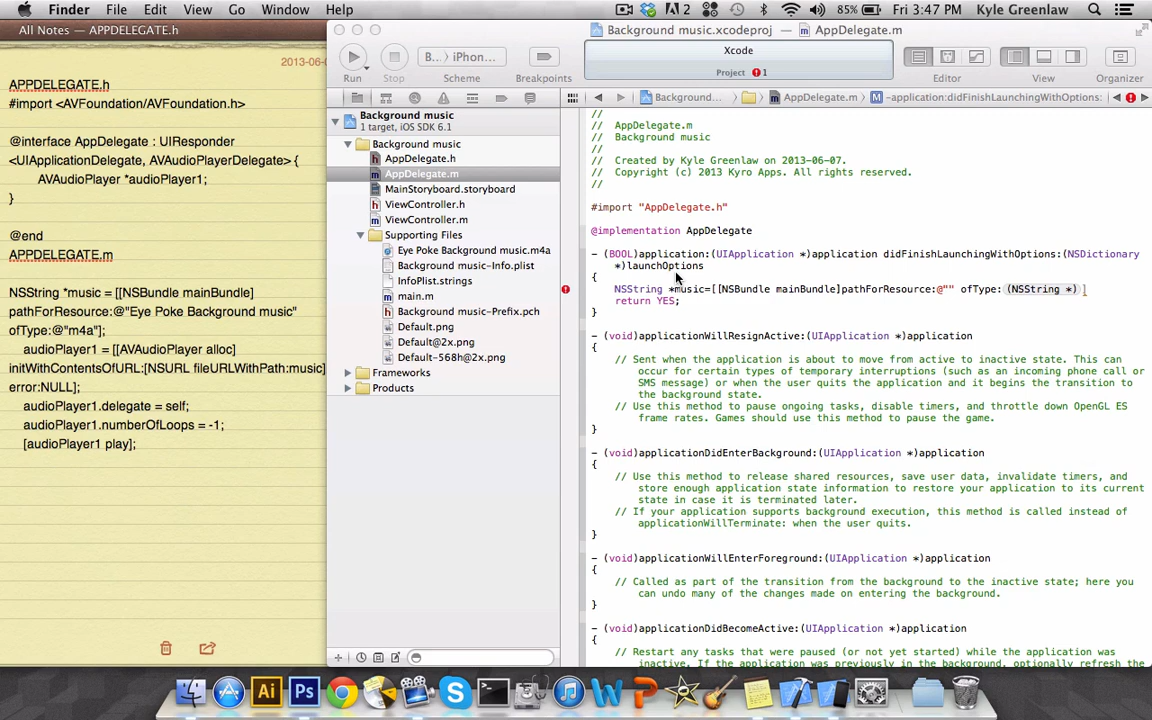 Finder File Edit View Go Window Help 2 85% Fri 3:47 PM Kyle Greenlaw
All Notes — APPDELEGATE.h
APPDELEGATE.h
#import <AVFoundation/AVFoundation.h>
@interface AppDelegate : UIResponder
<UIApplicationDelegate, AVAudioPlayerDelegate> {
AVAudioPlayer *audioPlayer1;
}
@end
APPDELEGATE.m
NSString *music = [[NSBundle mainBundle]
pathForResource:@"Eye Poke Background music"
ofType:@"m4a"];
audioPlayer1 = [[AVAudioPlayer alloc]
initWithContentsOfURL:[NSURL fileURLWithPath:music]
error:NULL];
audioPlayer1.delegate = self;
audioPlayer1.numberOfLoops = -1;
[audioPlayer1 play];
Background music.xcodeproj — AppDelegate.m
Run Stop B... iPhon... Scheme Breakpoints
Xcode
Project 1
Editor View Organizer
Background... AppDelegate.m -application:didFinishLaunchingWithOptions:
Background music
1 target, iOS SDK 6.1
Background music
AppDelegate.h
AppDelegate.m
MainStoryboard.storyboard
ViewController.h
ViewController.m
Supporting Files
Eye Poke Background music.m4a
Background music-Info.plist
InfoPlist.strings
main.m
Background music-Prefix.pch
Default.png
Default@2x.png
Default-568h@2x.png
Frameworks
Products
//
// AppDelegate.m
// Background music
//
// Created by Kyle Greenlaw on 2013-06-07.
// Copyright (c) 2013 Kyro Apps. All rights reserved.
//
#import "AppDelegate.h"
@implementation AppDelegate
- (BOOL)application:(UIApplication *)application didFinishLaunchingWithOptions:(NSDictionary
*)launchOptions
{
NSString *music=[[NSBundle mainBundle]pathForResource:@"" ofType:(NSString *)]
return YES;
}
- (void)applicationWillResignActive:(UIApplication *)application
{
// Sent when the application is about to move from active to inactive state. This can
occur for certain types of temporary interruptions (such as an incoming phone call or
SMS message) or when the user quits the application and it begins the transition to
the background state.
// Use this method to pause ongoing tasks, disable timers, and throttle down OpenGL ES
frame rates. Games should use this method to pause the game.
}
- (void)applicationDidEnterBackground:(UIApplication *)application
{
// Use this method to release shared resources, save user data, invalidate timers, and
store enough application state information to restore your application to its current
state in case it is terminated later.
// If your application supports background execution, this method is called instead of
applicationWillTerminate: when the user quits.
}
- (void)applicationWillEnterForeground:(UIApplication *)application
{
// Called as part of the transition from the background to the inactive state; here you
can undo many of the changes made on entering the background.
}
- (void)applicationDidBecomeActive:(UIApplication *)application
{
// Restart any tasks that were paused (or not yet started) while the application was
inactive. If the application was previously in the background, optionally refresh the